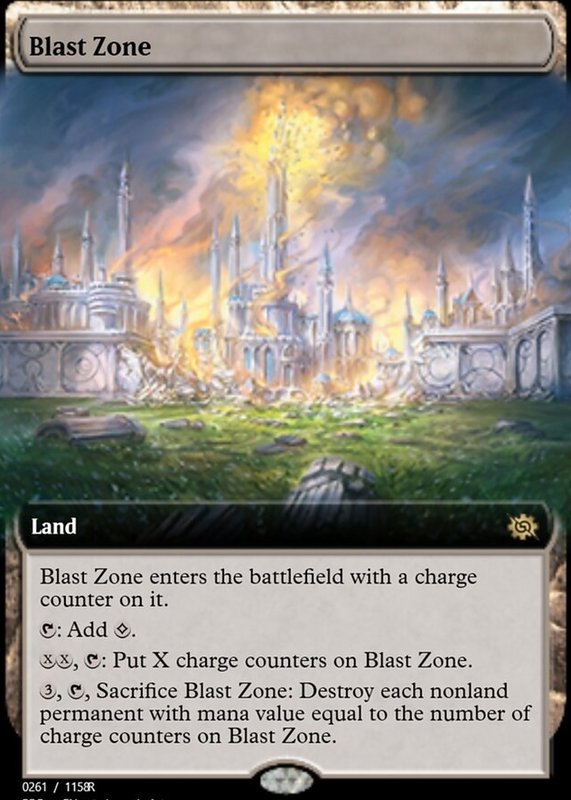 Blast Zone
Land
Blast Zone enters the battlefield with a charge
counter on it.
: Add .
XX, : Put X charge counters on Blast Zone.
3, , Sacrifice Blast Zone: Destroy each nonland
permanent with mana value equal to the number of
charge counters on Blast Zone.
0261 / 1158R